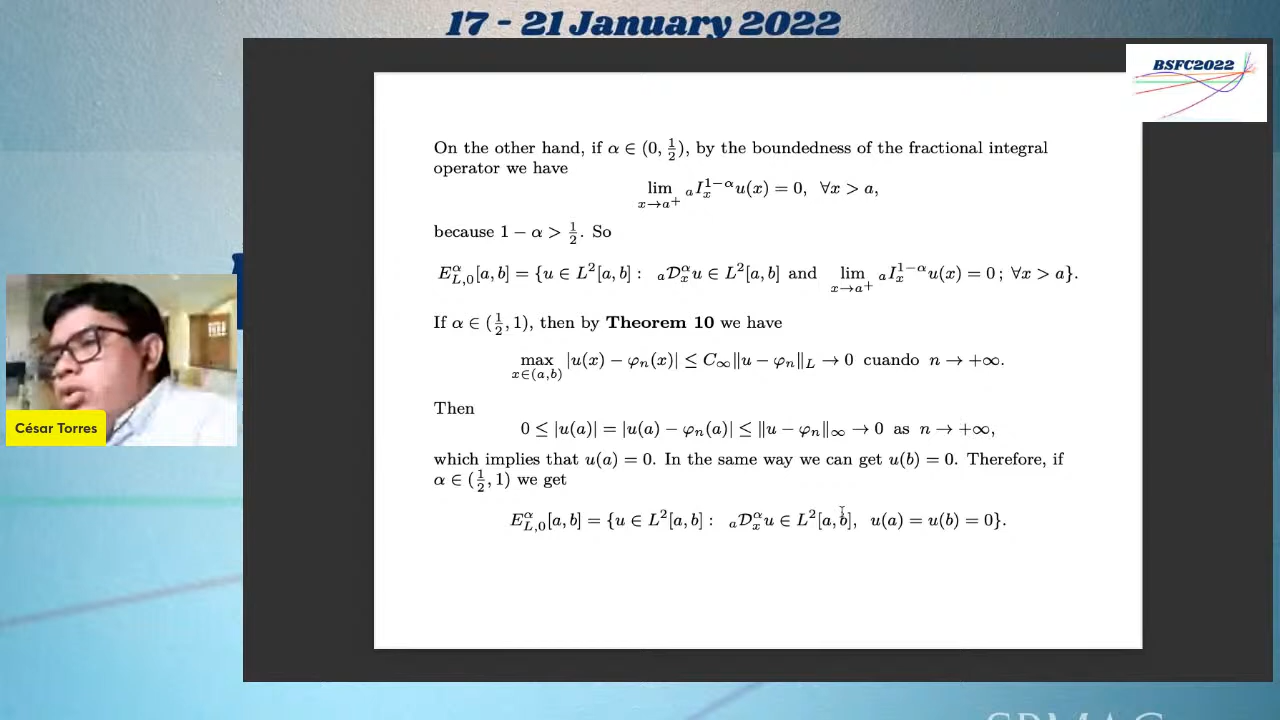 17 - 21 January 2022
BSFC2022
On the other hand, if α ∈ (0, 1/2), by the boundedness of the fractional integral
operator we have
lim_{x→a⁺} ₐI_x^{1−α}u(x) = 0, ∀x > a,
because 1 − α > 1/2. So
E^α_{L,0}[a, b] = {u ∈ L²[a, b] : ₐD_x^α u ∈ L²[a, b] and lim_{x→a⁺} ₐI_x^{1−α}u(x) = 0 ; ∀x > a}.
If α ∈ (1/2, 1), then by Theorem 10 we have
max_{x∈(a,b)} |u(x) − φ_n(x)| ≤ C_∞‖u − φ_n‖_L → 0 cuando n → +∞.
Then
0 ≤ |u(a)| = |u(a) − φ_n(a)| ≤ ‖u − φ_n‖_∞ → 0 as n → +∞,
which implies that u(a) = 0. In the same way we can get u(b) = 0. Therefore, if
α ∈ (1/2, 1) we get
E^α_{L,0}[a, b] = {u ∈ L²[a, b] : ₐD_x^α u ∈ L²[a, b], u(a) = u(b) = 0}.
César Torres